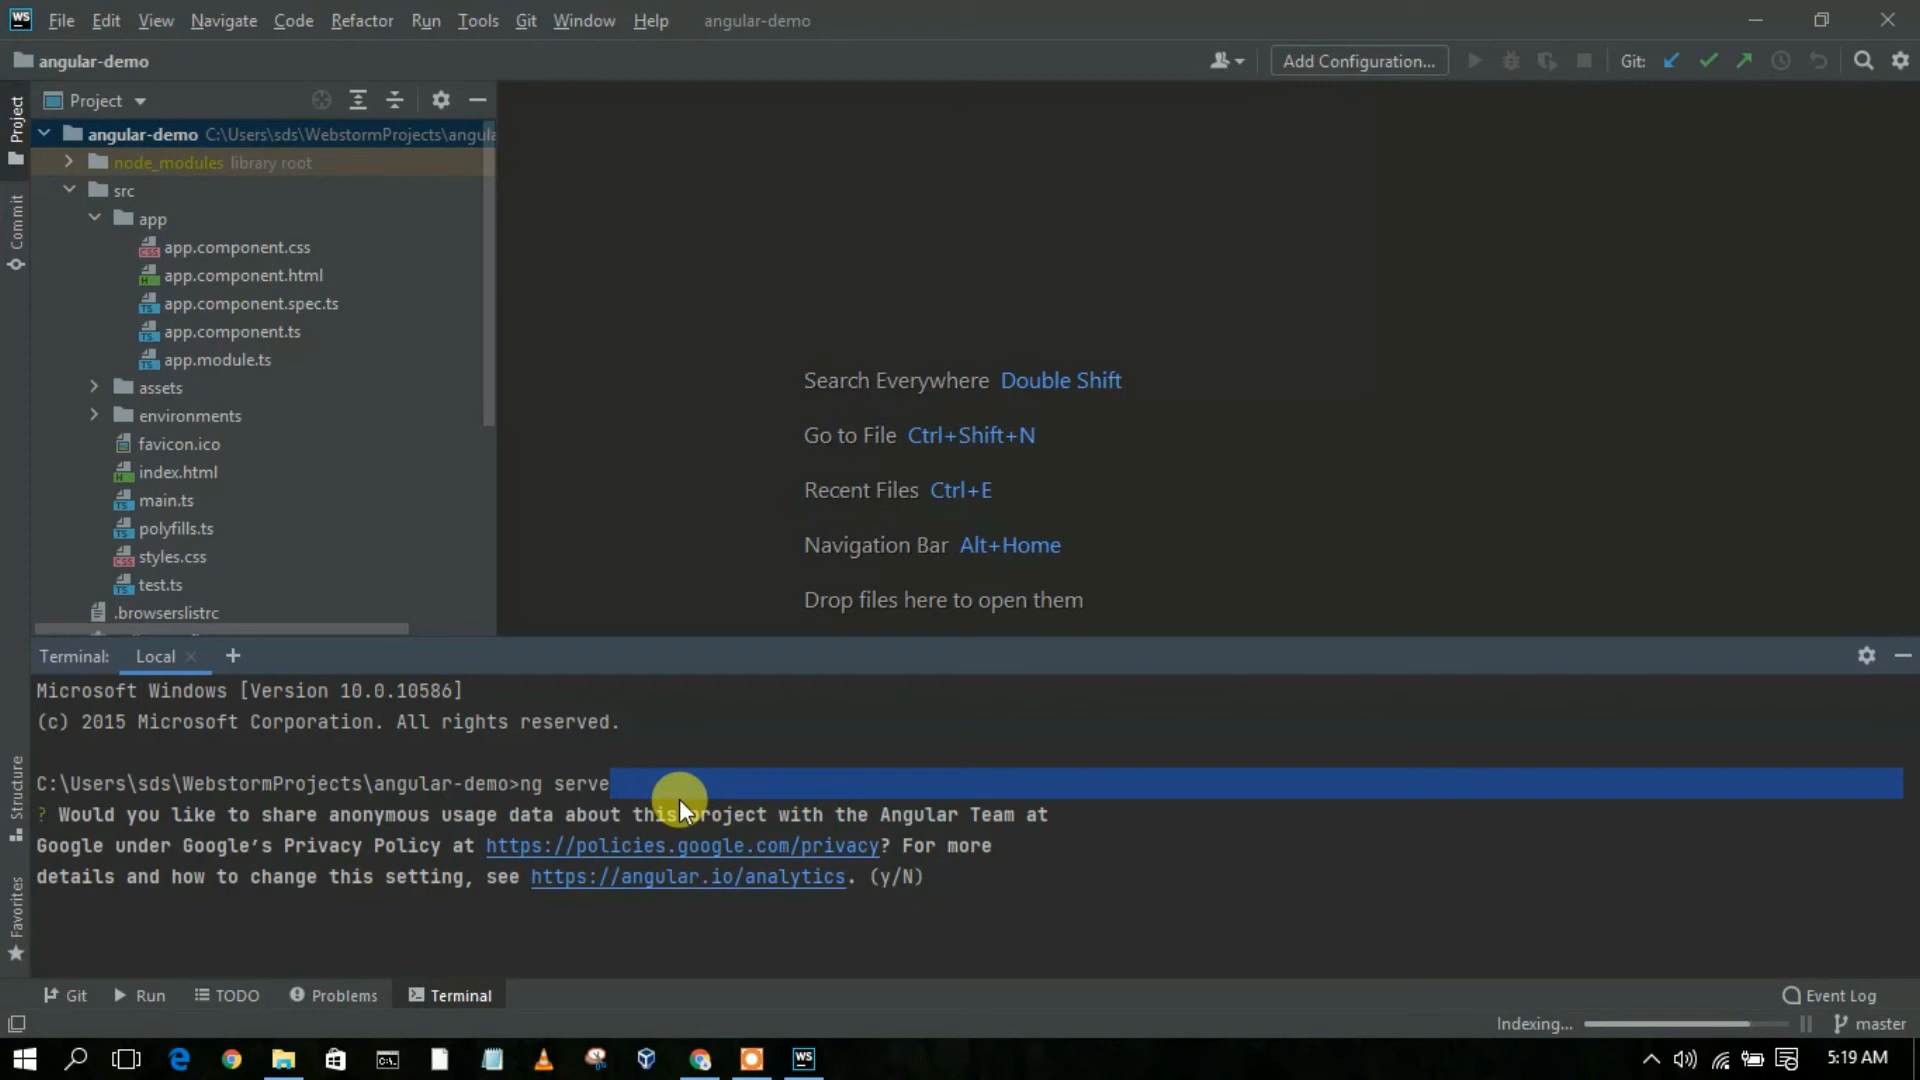 WS File Edit View Navigate Code Refactor Run Tools Git Window Help angular-demo
angular-demo Add Configuration... Git:
Project
Project
angular-demo C:\Users\sds\WebstormProjects\angula
node_modules library root
src
app
app.component.css
app.component.html
app.component.spec.ts
app.component.ts
app.module.ts
assets
environments
favicon.ico
index.html
main.ts
polyfills.ts
styles.css
test.ts
.browserslistrc
Commit
Search Everywhere Double Shift
Go to File Ctrl+Shift+N
Recent Files Ctrl+E
Navigation Bar Alt+Home
Drop files here to open them
Terminal: Local
Microsoft Windows [Version 10.0.10586]
(c) 2015 Microsoft Corporation. All rights reserved.
C:\Users\sds\WebstormProjects\angular-demo>ng serve
? Would you like to share anonymous usage data about this project with the Angular Team at
Google under Google’s Privacy Policy at https://policies.google.com/privacy? For more
details and how to change this setting, see https://angular.io/analytics. (y/N)
Structure
Favorites
Git Run TODO Problems Terminal Event Log
Indexing... master
WS 5:19 AM